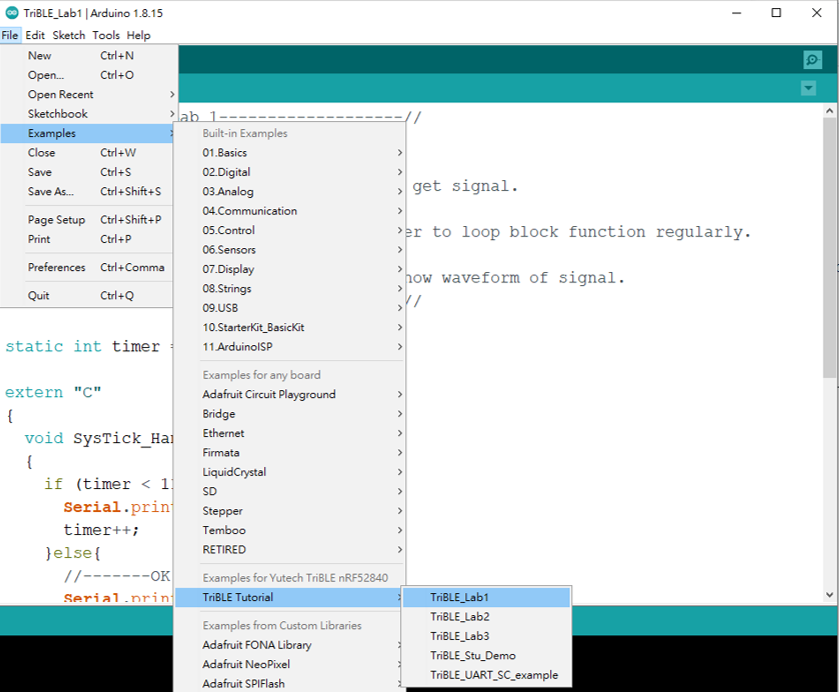 TriBLE_Lab1 | Arduino 1.8.15
File Edit Sketch Tools Help
New Ctrl+N
Open... Ctrl+O
Open Recent
Sketchbook
Examples
Close Ctrl+W
Save Ctrl+S
Save As... Ctrl+Shift+S
Page Setup Ctrl+Shift+P
Print Ctrl+P
Preferences Ctrl+Comma
Quit Ctrl+Q
Built-in Examples
01.Basics
02.Digital
03.Analog
04.Communication
05.Control
06.Sensors
07.Display
08.Strings
09.USB
10.StarterKit_BasicKit
11.ArduinoISP
Examples for any board
Adafruit Circuit Playground
Bridge
Ethernet
Firmata
LiquidCrystal
SD
Stepper
Temboo
RETIRED
Examples for Yutech TriBLE nRF52840
TriBLE Tutorial
Examples from Custom Libraries
Adafruit FONA Library
Adafruit NeoPixel
Adafruit SPIFlash
TriBLE_Lab1
TriBLE_Lab2
TriBLE_Lab3
TriBLE_Stu_Demo
TriBLE_UART_SC_example
ab 1-------------------//
get signal.
er to loop block function regularly.
how waveform of signal.
//
static int timer =
extern "C"
{
void SysTick_Ha
{
if (timer < 1
Serial.prin
timer++;
}else{
//-------OK
Serial.prin